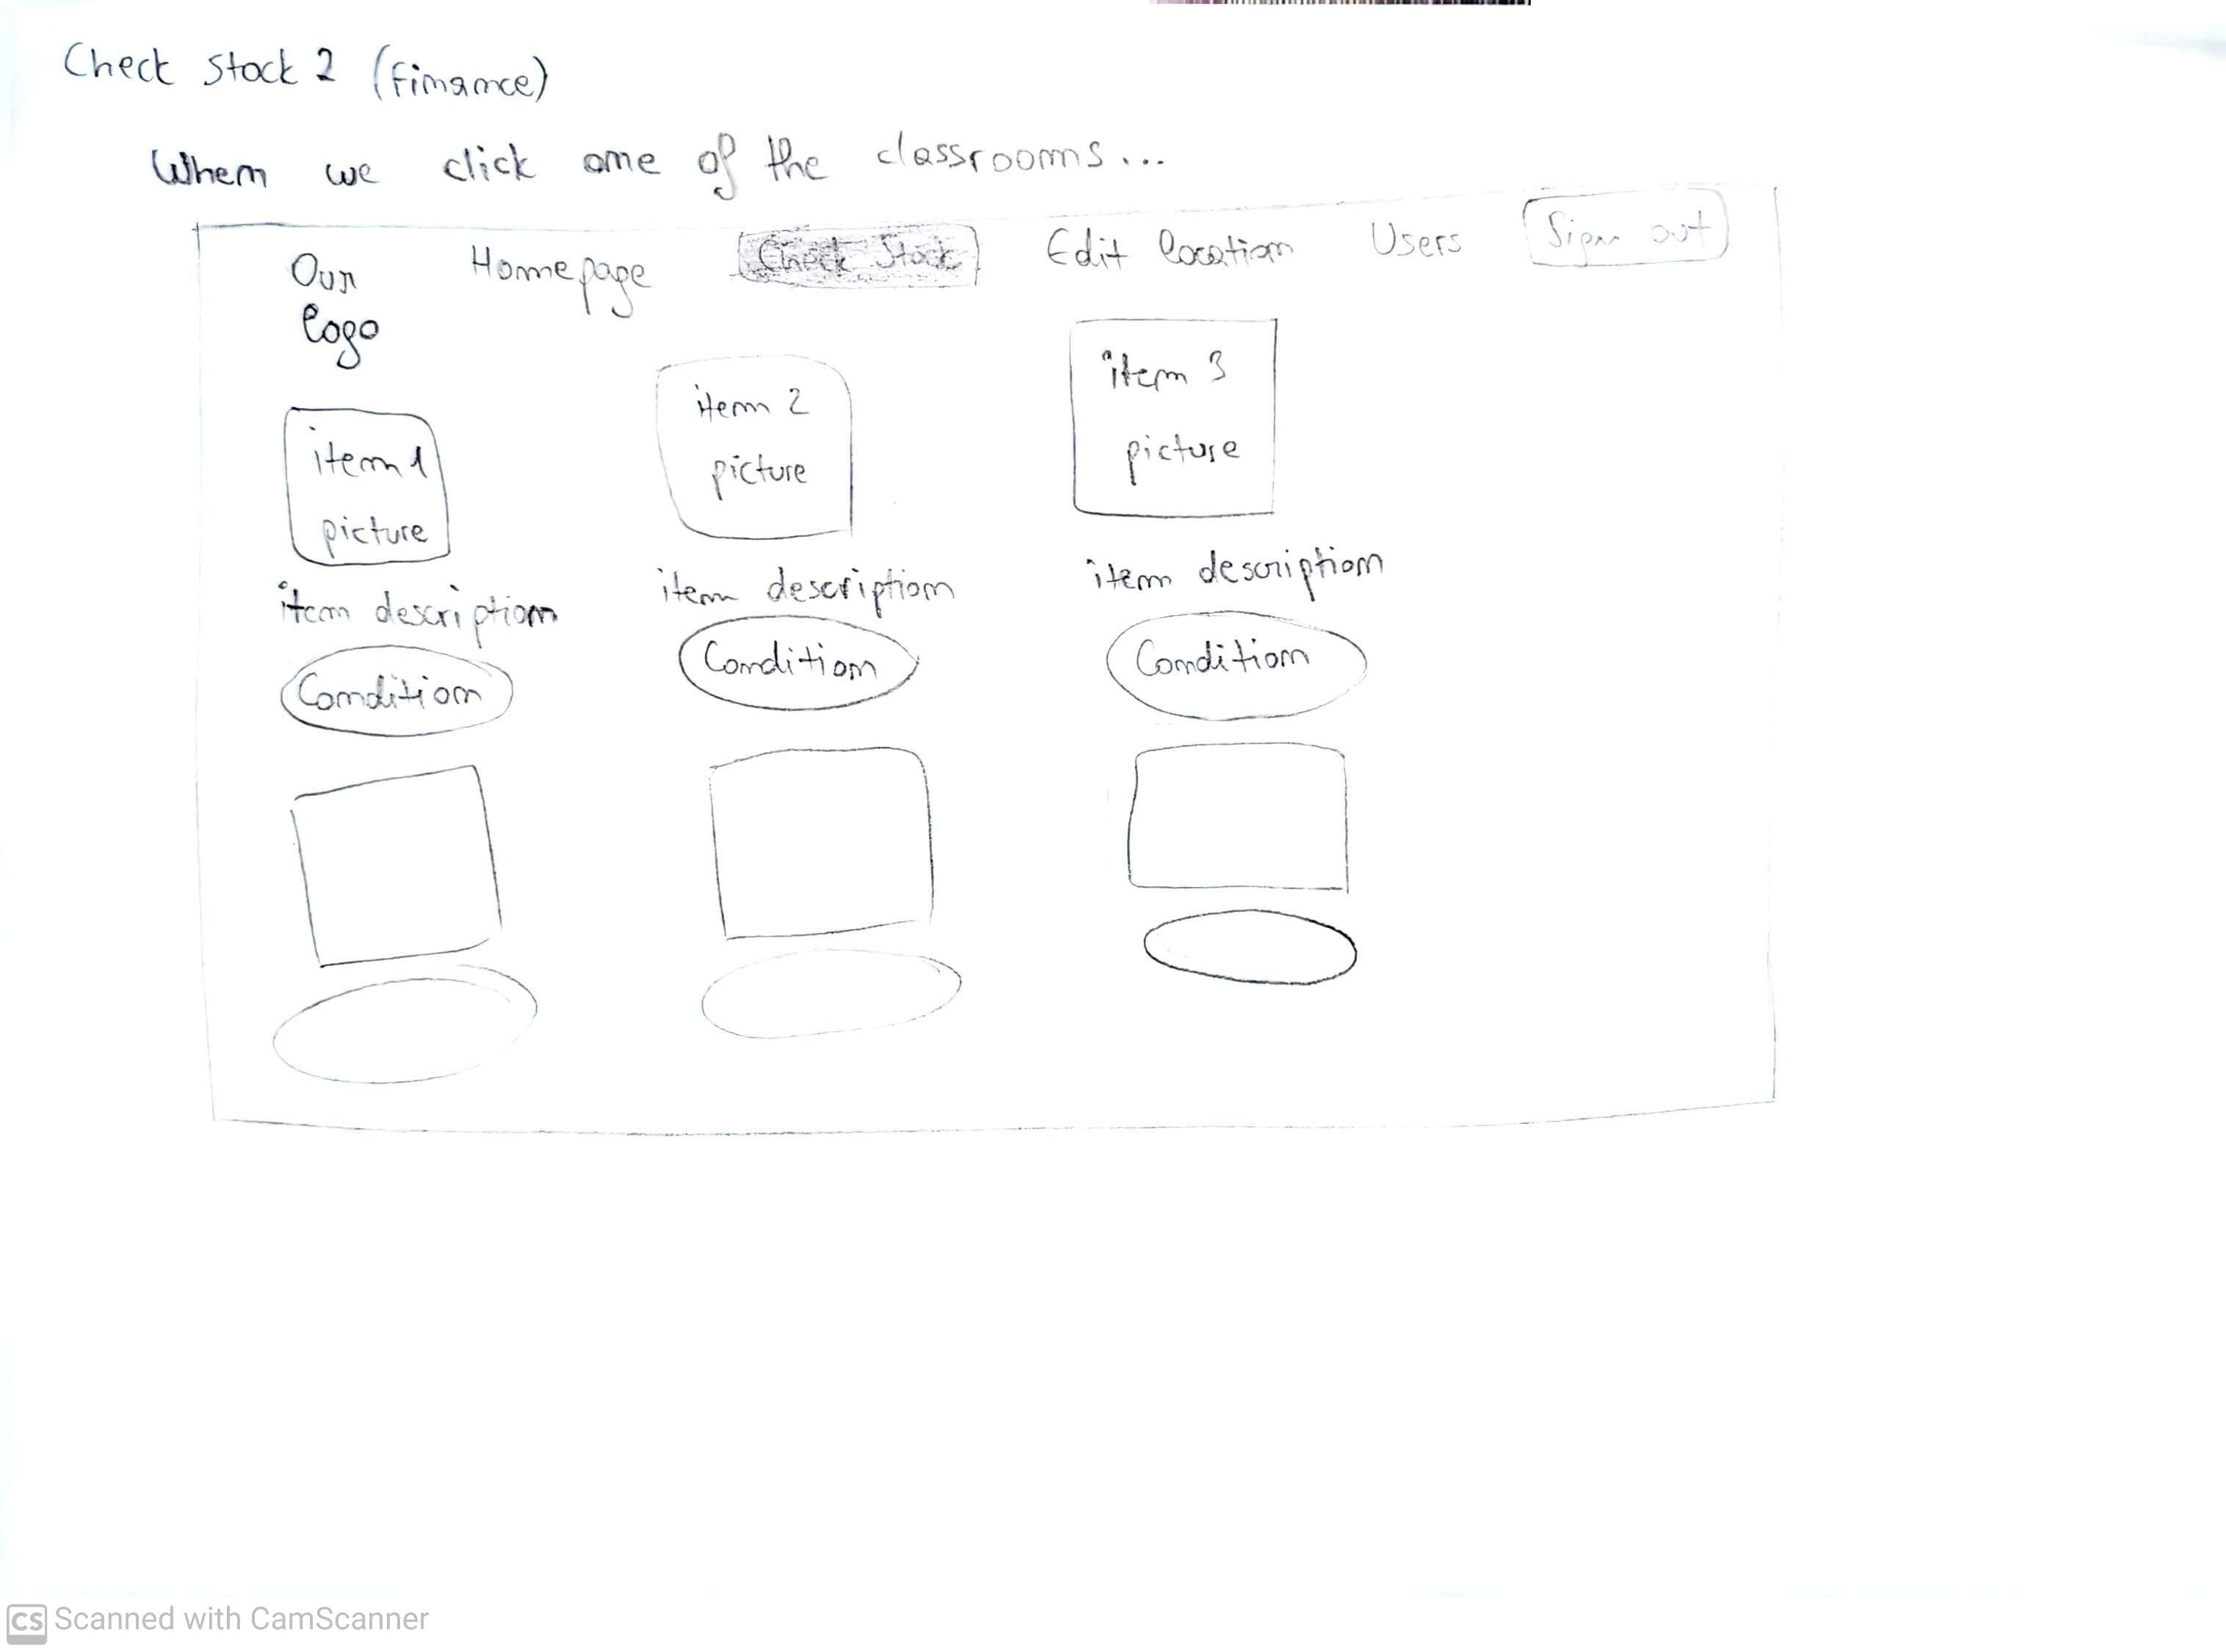 Check Stock 2 (Finance)
When we click one of the classrooms...
Our logo
Homepage
Check Stock
Edit location
Users
Sign out
item 1
picture
item 2
picture
item 3
picture
item description
item description
item description
Condition
Condition
Condition
CS Scanned with CamScanner